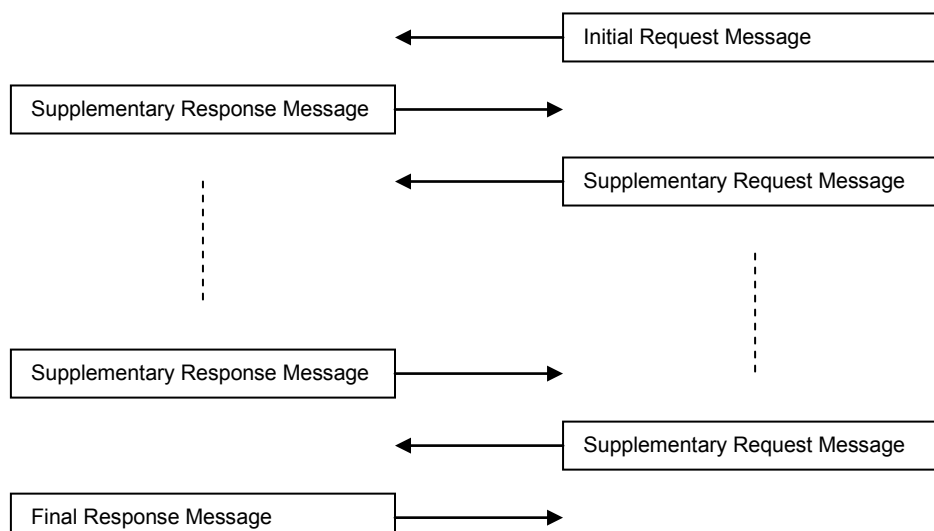 Initial Request Message
Supplementary Response Message
Supplementary Request Message
Supplementary Response Message
Supplementary Request Message
Final Response Message